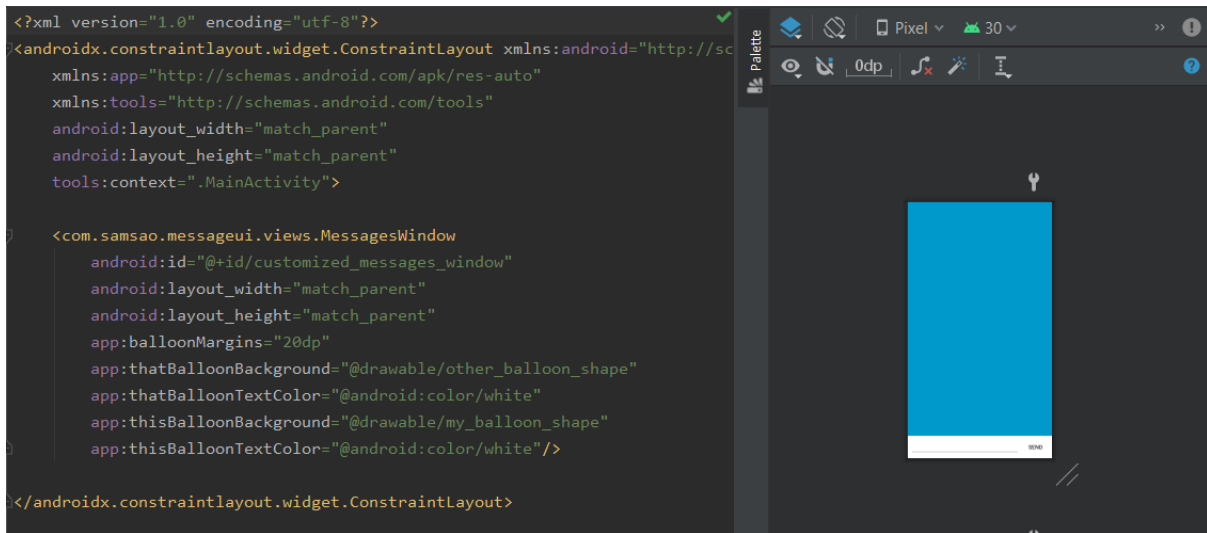 <?xml version="1.0" encoding="utf-8"?>
<androidx.constraintlayout.widget.ConstraintLayout xmlns:android="http://sc
xmlns:app="http://schemas.android.com/apk/res-auto"
xmlns:tools="http://schemas.android.com/tools"
android:layout_width="match_parent"
android:layout_height="match_parent"
tools:context=".MainActivity">
<com.samsao.messageui.views.MessagesWindow
android:id="@+id/customized_messages_window"
android:layout_width="match_parent"
android:layout_height="match_parent"
app:balloonMargins="20dp"
app:thatBalloonBackground="@drawable/other_balloon_shape"
app:thatBalloonTextColor="@android:color/white"
app:thisBalloonBackground="@drawable/my_balloon_shape"
app:thisBalloonTextColor="@android:color/white"/>
</androidx.constraintlayout.widget.ConstraintLayout>
Palette
Pixel 30 »
0dp
SEND